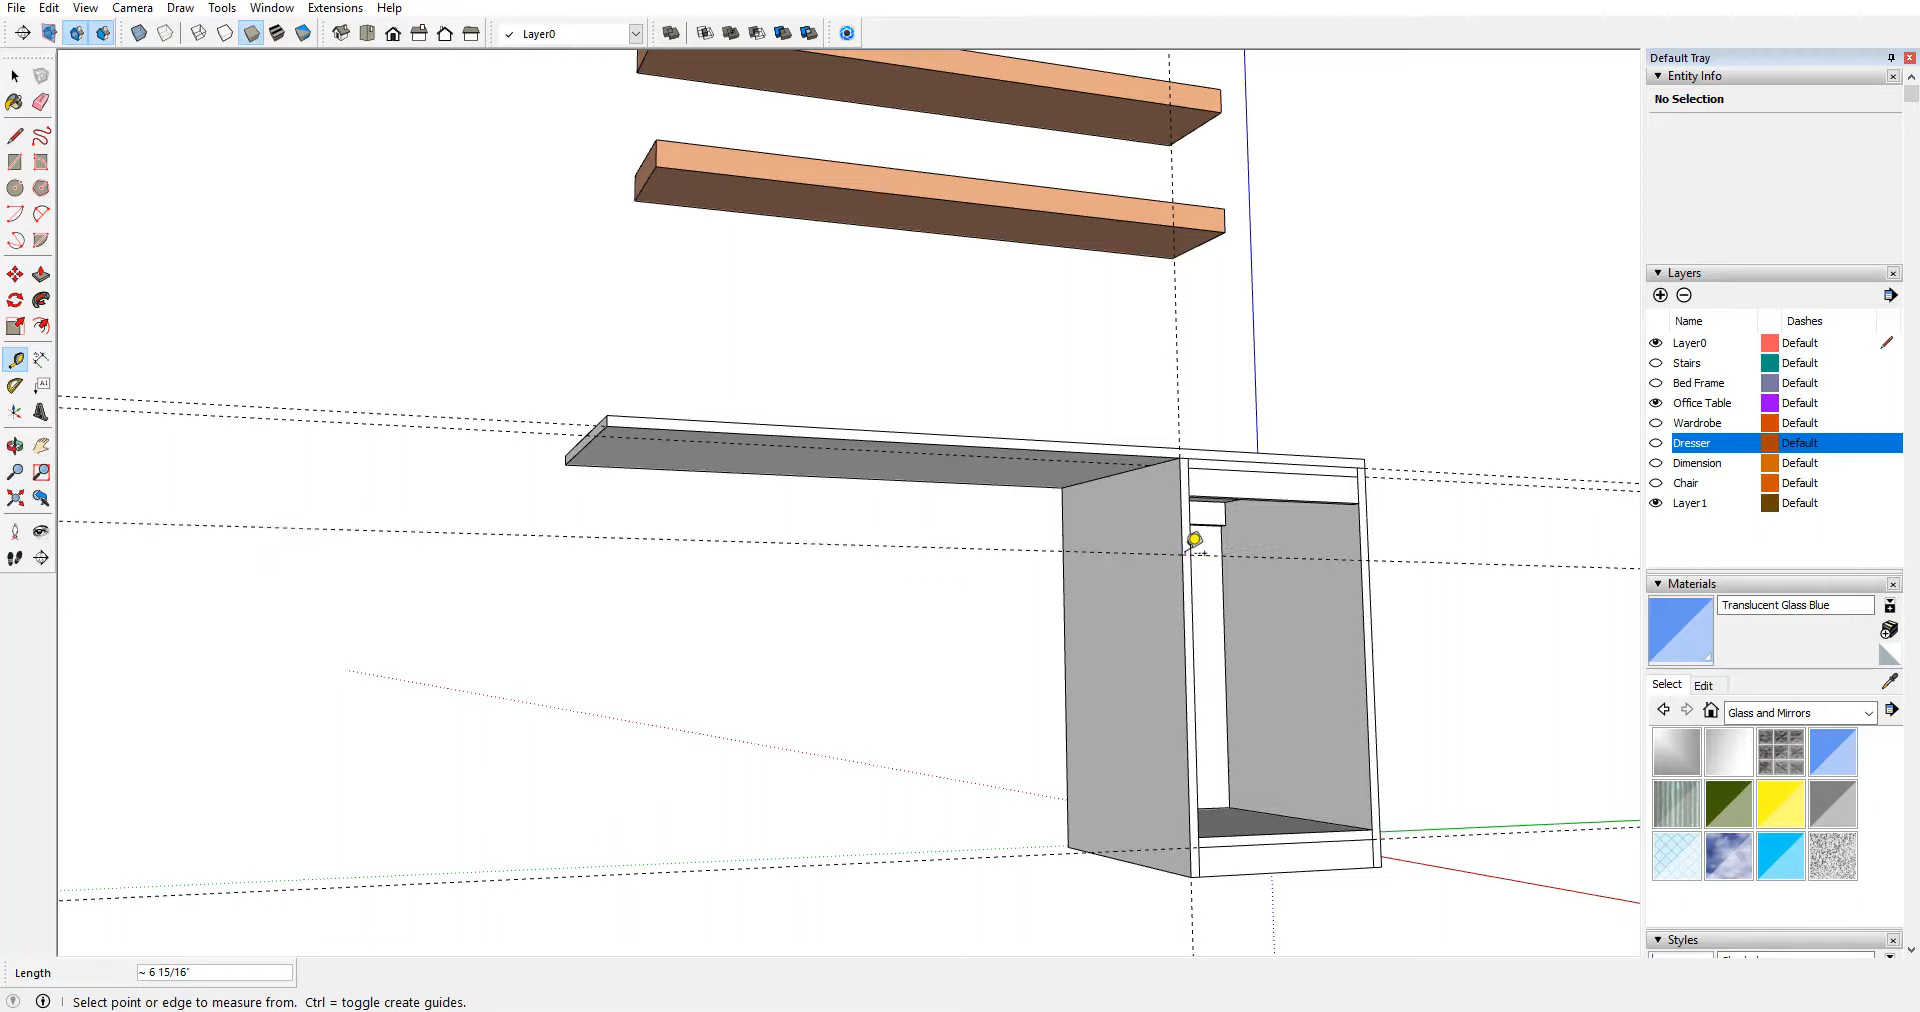 File Edit View Camera Draw Tools Window Extensions Help
Layer0
Default Tray
Entity Info
No Selection
Layers
Name Dashes
Layer0 Default
Stairs Default
Bed Frame Default
Office Table Default
Wardrobe Default
Dresser Default
Dimension Default
Chair Default
Layer1 Default
Materials
Translucent Glass Blue
Select Edit
Glass and Mirrors
Styles
Length ~ 6 15/16"
Select point or edge to measure from. Ctrl = toggle create guides.